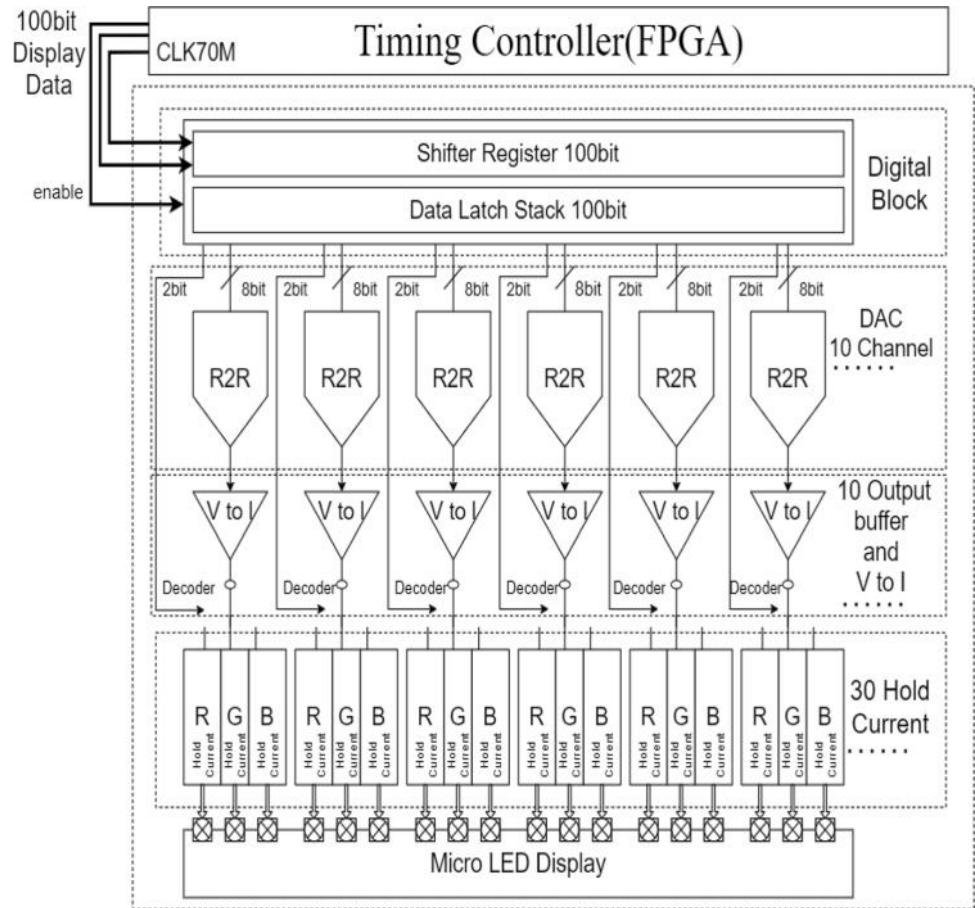 100bit
Display
Data
Timing Controller(FPGA)
CLK70M
enable
Shifter Register 100bit
Data Latch Stack 100bit
Digital
Block
2bit 8bit 2bit 8bit 2bit 8bit 2bit 8bit 2bit 8bit 2bit 8bit
DAC
10 Channel
......
R2R R2R R2R R2R R2R R2R
10 Output
buffer
and
V to I
......
V to I V to I V to I V to I V to I V to I
Decoder Decoder Decoder Decoder Decoder Decoder
30 Hold
Current
......
R G B R G B R G B R G B R G B R G B
Hold Current Hold Current Hold Current Hold Current Hold Current Hold Current Hold Current Hold Current Hold Current Hold Current Hold Current Hold Current Hold Current Hold Current Hold Current Hold Current Hold Current Hold Current
Micro LED Display